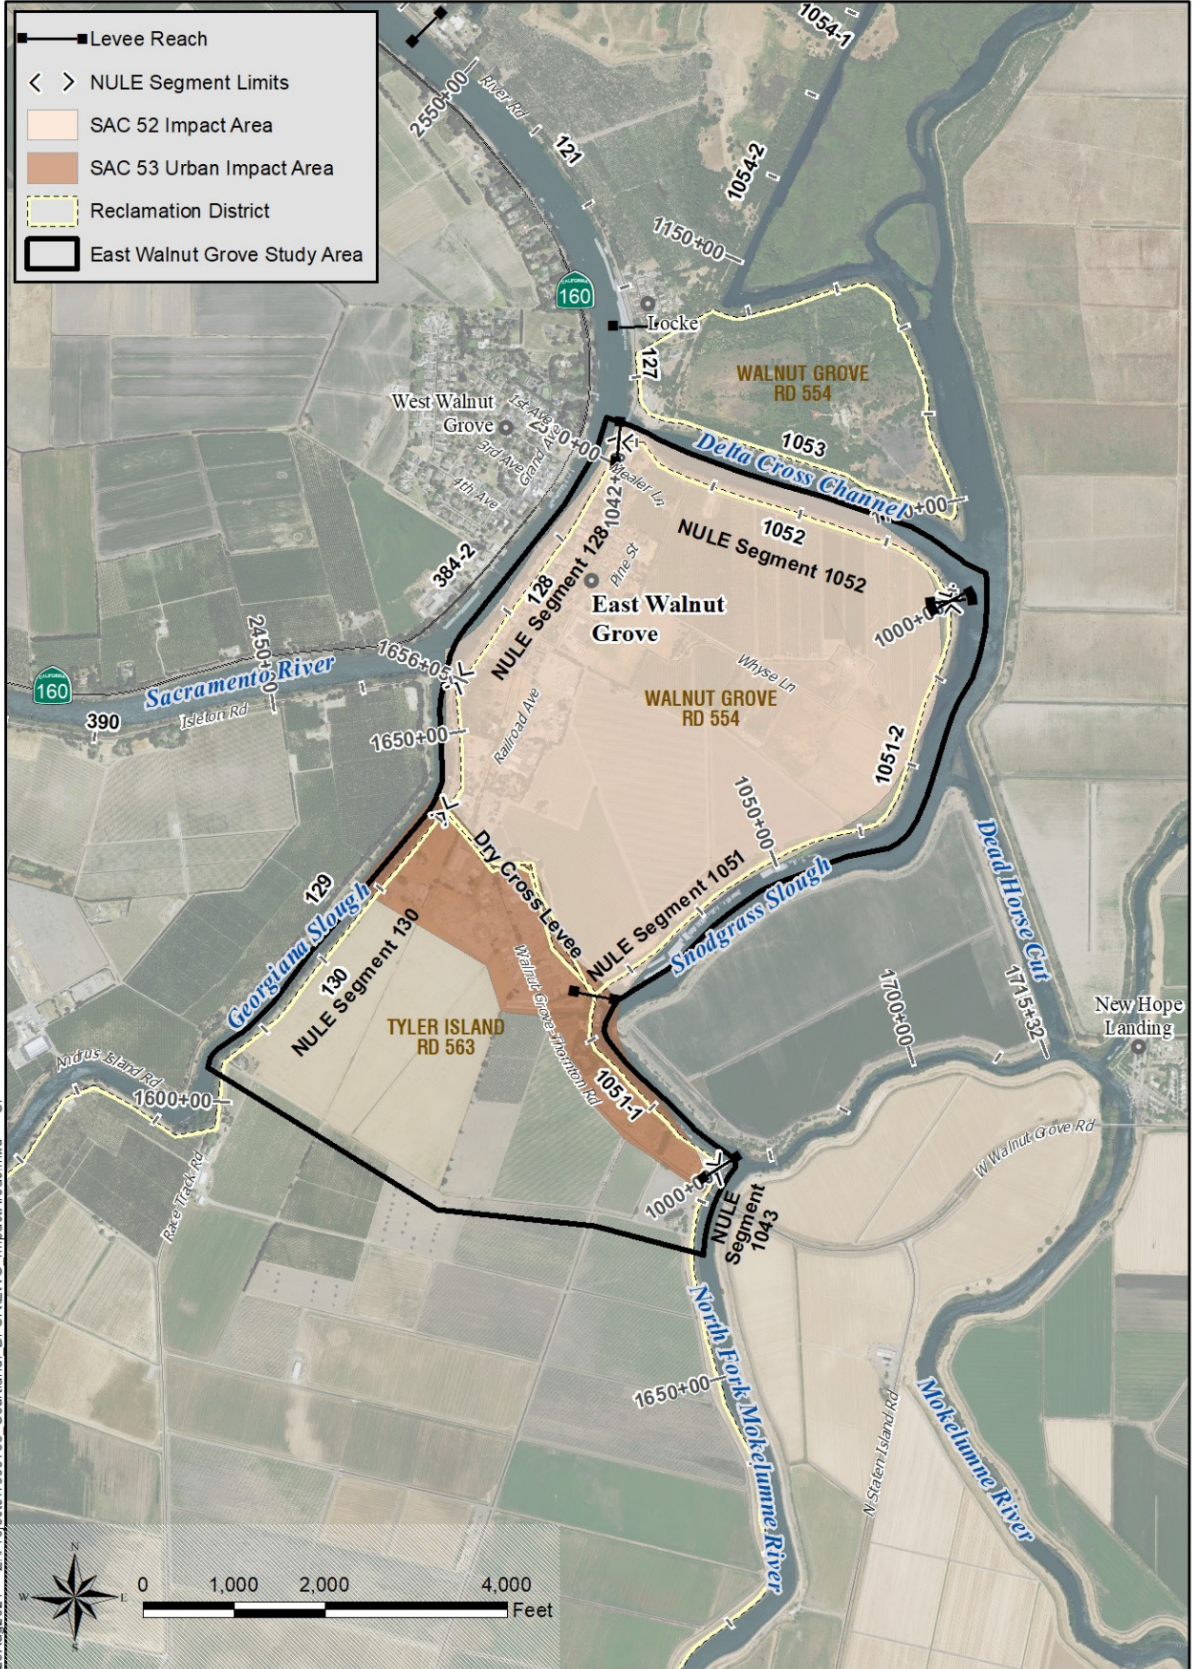 Levee Reach
NULE Segment Limits
SAC 52 Impact Area
SAC 53 Urban Impact Area
Reclamation District
East Walnut Grove Study Area
1054-1
2550+00
River Rd
121
1054-2
1150+00
CALIFORNIA
160
Locke
127
WALNUT GROVE
RD 554
West Walnut
Grove
1st Ave
Grand Ave
3rd Ave
4th Ave
Mealer Ln
Delta Cross Channel
1053
1052
NULE Segment 1052
384-2
128
NULE Segment 128
Pine St
East Walnut
Grove
Whyse Ln
WALNUT GROVE
RD 554
1656+05
CALIFORNIA
160
Sacramento River
Isleton Rd
390
1650+00
Railroad Ave
1051-2
1050+00
Dry Cross Levee
NULE Segment 1051
Snodgrass Slough
Dead Horse Cut
129
Georgiana Slough
130
NULE Segment 130
Walnut Grove-Thornton Rd
TYLER ISLAND
RD 563
1051-1
1700+00
1715+32
New Hope
Landing
Andrus Island Rd
1600+00
Race Track Rd
W Walnut Grove Rd
NULE
Segment
1043
North Fork Mokelumne River
1650+00
N Staten Island Rd
Mokelumne River
N
W
E
S
0
1,000
2,000
4,000
Feet